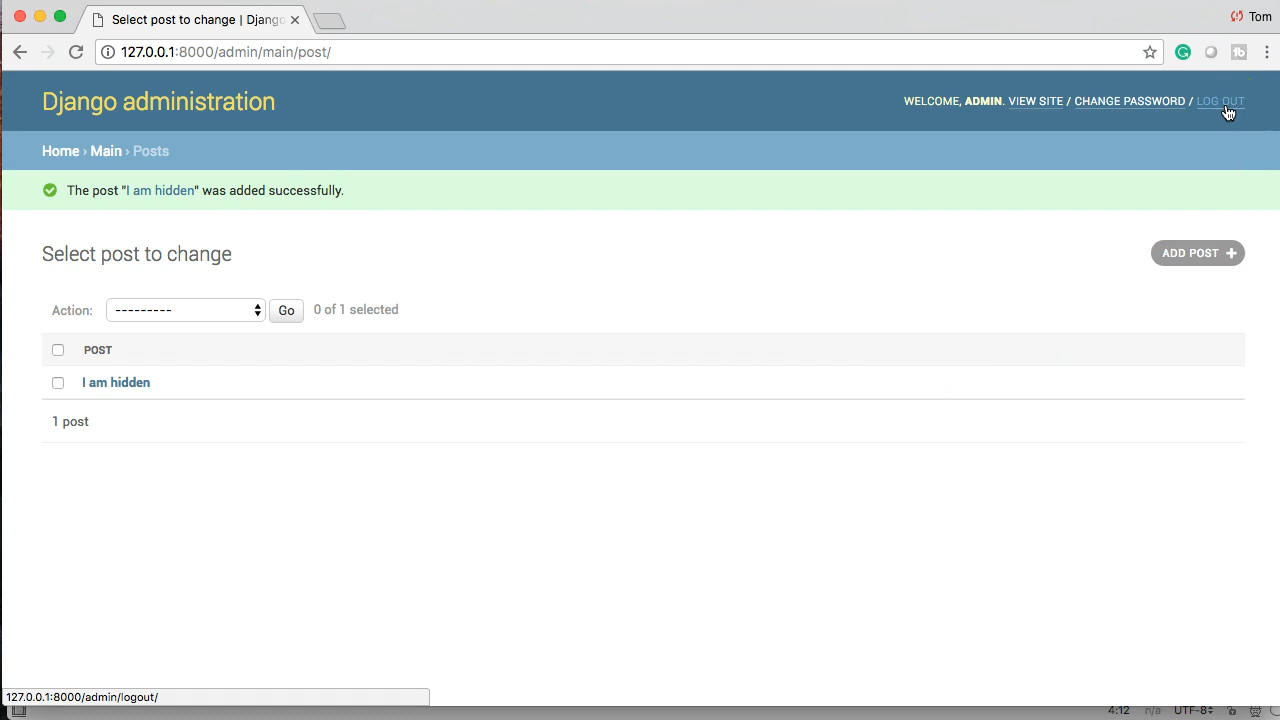 Select post to change | Django
Tom
127.0.0.1:8000/admin/main/post/
Django administration
WELCOME, ADMIN. VIEW SITE / CHANGE PASSWORD / LOG OUT
Home › Main › Posts
The post "I am hidden" was added successfully.
Select post to change
ADD POST +
Action: --------- Go 0 of 1 selected
POST
I am hidden
1 post
127.0.0.1:8000/admin/logout/
4:12 n/a UTF-8